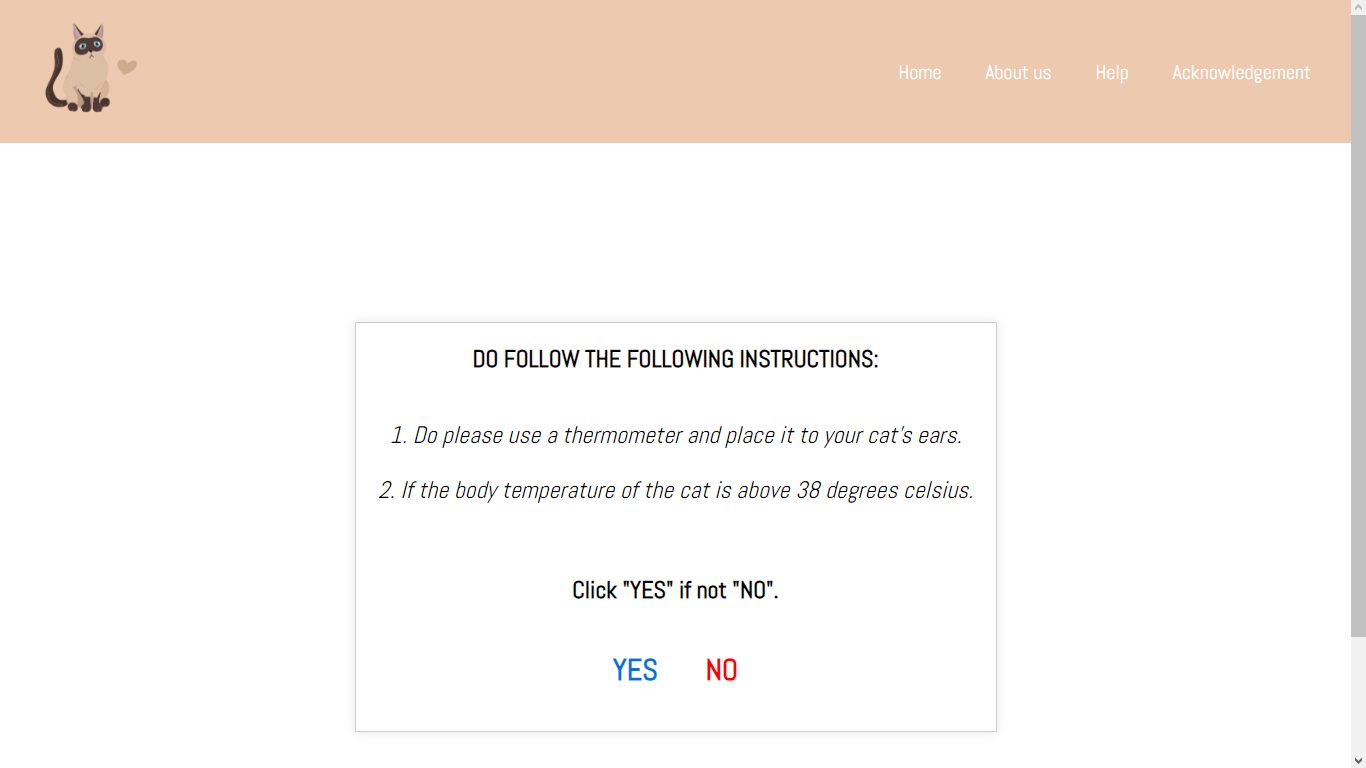 Home About us Help Acknowledgement
DO FOLLOW THE FOLLOWING INSTRUCTIONS:
1. Do please use a thermometer and place it to your cat's ears.
2. If the body temperature of the cat is above 38 degrees celsius.
Click "YES" if not "NO".
YES NO